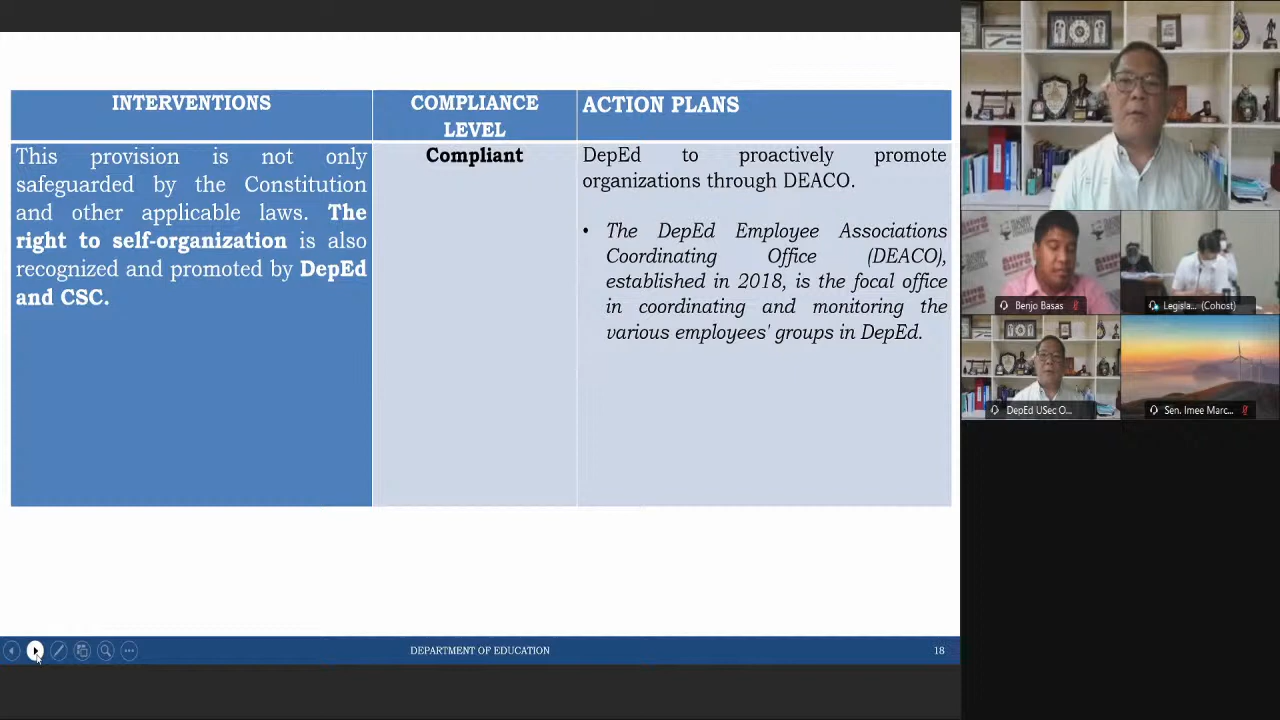 INTERVENTIONS
COMPLIANCE
LEVEL
ACTION PLANS
This provision is not only
safeguarded by the Constitution
and other applicable laws. The
right to self-organization is also
recognized and promoted by DepEd
and CSC.
Compliant
DepEd to proactively promote
organizations through DEACO.
• The DepEd Employee Associations
Coordinating Office (DEACO),
established in 2018, is the focal office
in coordinating and monitoring the
various employees' groups in DepEd.
DEPARTMENT OF EDUCATION
18
Benjo Basas
Legisla... (Cohost)
DepEd USec O...
Sen. Imee Marc...